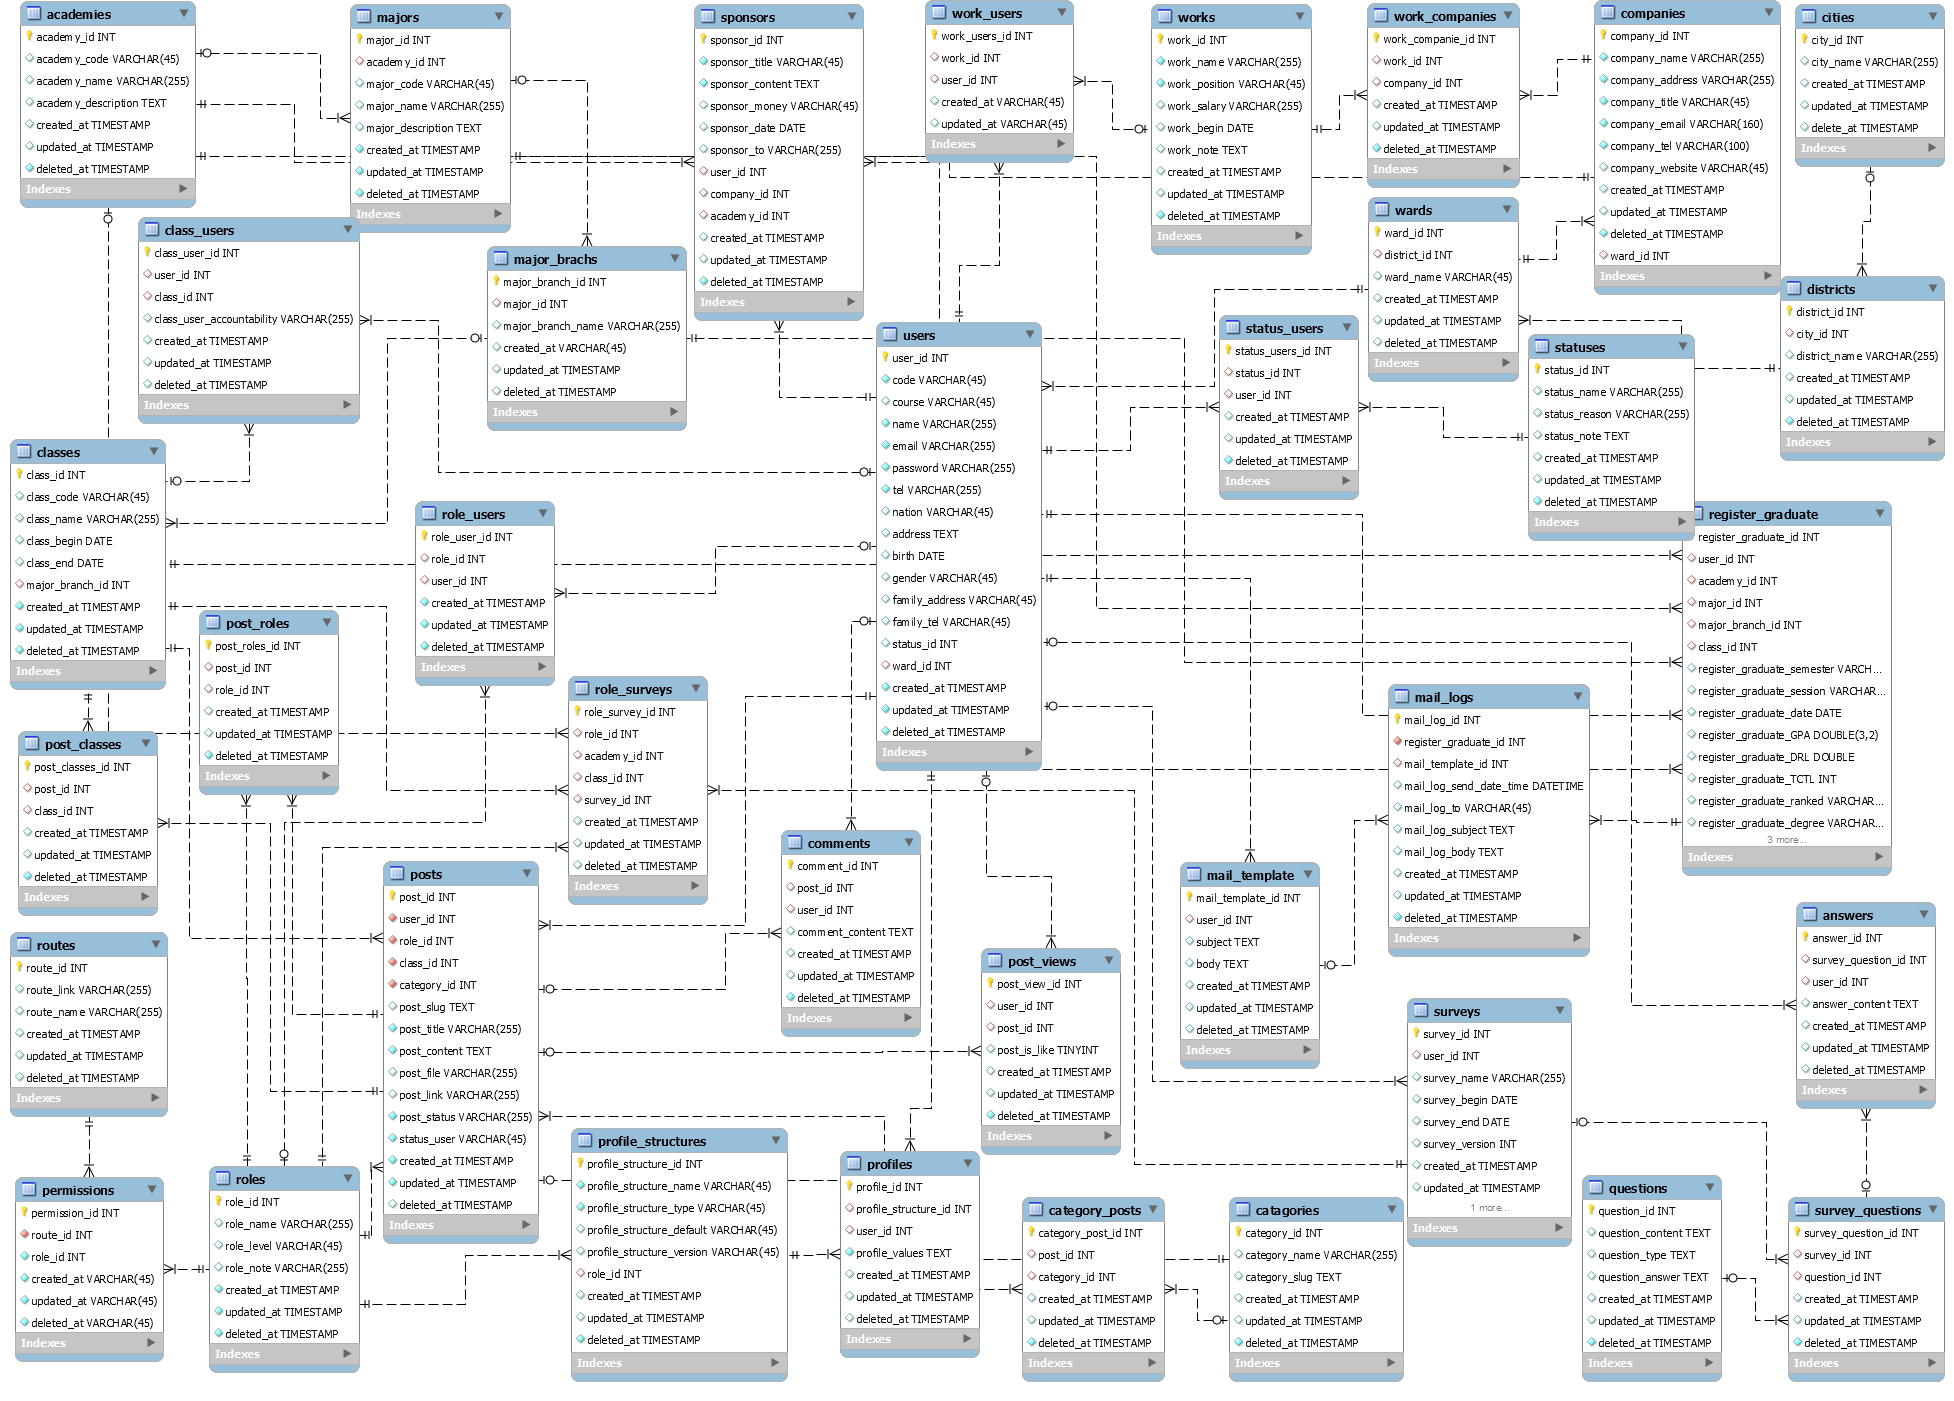 academies
academy_id INT
academy_code VARCHAR(45)
academy_name VARCHAR(255)
academy_description TEXT
created_at TIMESTAMP
updated_at TIMESTAMP
deleted_at TIMESTAMP
Indexes
majors
major_id INT
academy_id INT
major_code VARCHAR(45)
major_name VARCHAR(255)
major_description TEXT
created_at TIMESTAMP
updated_at TIMESTAMP
deleted_at TIMESTAMP
Indexes
sponsors
sponsor_id INT
sponsor_title VARCHAR(45)
sponsor_content TEXT
sponsor_money VARCHAR(45)
sponsor_date DATE
sponsor_to VARCHAR(255)
user_id INT
company_id INT
academy_id INT
created_at TIMESTAMP
updated_at TIMESTAMP
deleted_at TIMESTAMP
Indexes
work_users
work_users_id INT
work_id INT
user_id INT
created_at VARCHAR(45)
updated_at VARCHAR(45)
Indexes
works
work_id INT
work_name VARCHAR(255)
work_position VARCHAR(45)
work_salary VARCHAR(255)
work_begin DATE
work_note TEXT
created_at TIMESTAMP
updated_at TIMESTAMP
deleted_at TIMESTAMP
Indexes
work_companies
work_companie_id INT
work_id INT
company_id INT
created_at TIMESTAMP
updated_at TIMESTAMP
deleted_at TIMESTAMP
Indexes
companies
company_id INT
company_name VARCHAR(255)
company_address VARCHAR(255)
company_title VARCHAR(45)
company_email VARCHAR(160)
company_tel VARCHAR(100)
company_website VARCHAR(45)
created_at TIMESTAMP
updated_at TIMESTAMP
deleted_at TIMESTAMP
ward_id INT
Indexes
cities
city_id INT
city_name VARCHAR(255)
created_at TIMESTAMP
updated_at TIMESTAMP
delete_at TIMESTAMP
Indexes
class_users
class_user_id INT
user_id INT
class_id INT
class_user_accountability VARCHAR(255)
created_at TIMESTAMP
updated_at TIMESTAMP
deleted_at TIMESTAMP
Indexes
major_brachs
major_branch_id INT
major_id INT
major_branch_name VARCHAR(255)
created_at VARCHAR(45)
updated_at TIMESTAMP
deleted_at TIMESTAMP
Indexes
wards
ward_id INT
district_id INT
ward_name VARCHAR(45)
created_at TIMESTAMP
updated_at TIMESTAMP
deleted_at TIMESTAMP
Indexes
districts
district_id INT
city_id INT
district_name VARCHAR(255)
created_at TIMESTAMP
updated_at TIMESTAMP
deleted_at TIMESTAMP
Indexes
users
user_id INT
code VARCHAR(45)
course VARCHAR(45)
name VARCHAR(255)
email VARCHAR(255)
password VARCHAR(255)
tel VARCHAR(255)
nation VARCHAR(45)
address TEXT
birth DATE
gender VARCHAR(45)
family_address VARCHAR(45)
family_tel VARCHAR(45)
status_id INT
ward_id INT
created_at TIMESTAMP
updated_at TIMESTAMP
deleted_at TIMESTAMP
Indexes
status_users
status_users_id INT
status_id INT
user_id INT
created_at TIMESTAMP
updated_at TIMESTAMP
deleted_at TIMESTAMP
Indexes
statuses
status_id INT
status_name VARCHAR(255)
status_reason VARCHAR(255)
status_note TEXT
created_at TIMESTAMP
updated_at TIMESTAMP
deleted_at TIMESTAMP
Indexes
classes
class_id INT
class_code VARCHAR(45)
class_name VARCHAR(255)
class_begin DATE
class_end DATE
major_branch_id INT
created_at TIMESTAMP
updated_at TIMESTAMP
deleted_at TIMESTAMP
Indexes
role_users
role_user_id INT
role_id INT
user_id INT
created_at TIMESTAMP
updated_at TIMESTAMP
deleted_at TIMESTAMP
Indexes
register_graduate
register_graduate_id INT
user_id INT
academy_id INT
major_id INT
major_branch_id INT
class_id INT
register_graduate_semester VARCH...
register_graduate_session VARCHAR...
register_graduate_date DATE
register_graduate_GPA DOUBLE(3,2)
register_graduate_DRL DOUBLE
register_graduate_TCTL INT
register_graduate_ranked VARCHAR...
register_graduate_degree VARCHAR...
3 more...
Indexes
post_roles
post_roles_id INT
post_id INT
role_id INT
created_at TIMESTAMP
updated_at TIMESTAMP
deleted_at TIMESTAMP
Indexes
role_surveys
role_survey_id INT
role_id INT
academy_id INT
class_id INT
survey_id INT
created_at TIMESTAMP
updated_at TIMESTAMP
deleted_at TIMESTAMP
Indexes
mail_logs
mail_log_id INT
register_graduate_id INT
mail_template_id INT
mail_log_send_date_time DATETIME
mail_log_to VARCHAR(45)
mail_log_subject TEXT
mail_log_body TEXT
created_at TIMESTAMP
updated_at TIMESTAMP
deleted_at TIMESTAMP
Indexes
post_classes
post_classes_id INT
post_id INT
class_id INT
created_at TIMESTAMP
updated_at TIMESTAMP
deleted_at TIMESTAMP
Indexes
comments
comment_id INT
post_id INT
user_id INT
comment_content TEXT
created_at TIMESTAMP
updated_at TIMESTAMP
deleted_at TIMESTAMP
Indexes
posts
post_id INT
user_id INT
role_id INT
class_id INT
category_id INT
post_slug TEXT
post_title VARCHAR(255)
post_content TEXT
post_file VARCHAR(255)
post_link VARCHAR(255)
post_status VARCHAR(255)
status_user VARCHAR(45)
created_at TIMESTAMP
updated_at TIMESTAMP
deleted_at TIMESTAMP
Indexes
mail_template
mail_template_id INT
user_id INT
subject TEXT
body TEXT
created_at TIMESTAMP
updated_at TIMESTAMP
deleted_at TIMESTAMP
Indexes
answers
answer_id INT
survey_question_id INT
user_id INT
answer_content TEXT
created_at TIMESTAMP
updated_at TIMESTAMP
deleted_at TIMESTAMP
Indexes
routes
route_id INT
route_link VARCHAR(255)
route_name VARCHAR(255)
created_at TIMESTAMP
updated_at TIMESTAMP
deleted_at TIMESTAMP
Indexes
post_views
post_view_id INT
user_id INT
post_id INT
post_is_like TINYINT
created_at TIMESTAMP
updated_at TIMESTAMP
deleted_at TIMESTAMP
Indexes
surveys
survey_id INT
user_id INT
survey_name VARCHAR(255)
survey_begin DATE
survey_end DATE
survey_version INT
created_at TIMESTAMP
updated_at TIMESTAMP
1 more...
Indexes
profile_structures
profile_structure_id INT
profile_structure_name VARCHAR(45)
profile_structure_type VARCHAR(45)
profile_structure_default VARCHAR(45)
profile_structure_version VARCHAR(45)
role_id INT
created_at TIMESTAMP
updated_at TIMESTAMP
deleted_at TIMESTAMP
Indexes
profiles
profile_id INT
profile_structure_id INT
user_id INT
profile_values TEXT
created_at TIMESTAMP
updated_at TIMESTAMP
deleted_at TIMESTAMP
Indexes
permissions
permission_id INT
route_id INT
role_id INT
created_at VARCHAR(45)
updated_at VARCHAR(45)
deleted_at VARCHAR(45)
Indexes
roles
role_id INT
role_name VARCHAR(255)
role_level VARCHAR(45)
role_note VARCHAR(255)
created_at TIMESTAMP
updated_at TIMESTAMP
deleted_at TIMESTAMP
Indexes
category_posts
category_post_id INT
post_id INT
category_id INT
created_at TIMESTAMP
updated_at TIMESTAMP
deleted_at TIMESTAMP
Indexes
catagories
category_id INT
category_name VARCHAR(255)
category_slug TEXT
created_at TIMESTAMP
updated_at TIMESTAMP
deleted_at TIMESTAMP
Indexes
questions
question_id INT
question_content TEXT
question_type TEXT
question_answer TEXT
created_at TIMESTAMP
updated_at TIMESTAMP
deleted_at TIMESTAMP
Indexes
survey_questions
survey_question_id INT
survey_id INT
question_id INT
created_at TIMESTAMP
updated_at TIMESTAMP
deleted_at TIMESTAMP
Indexes